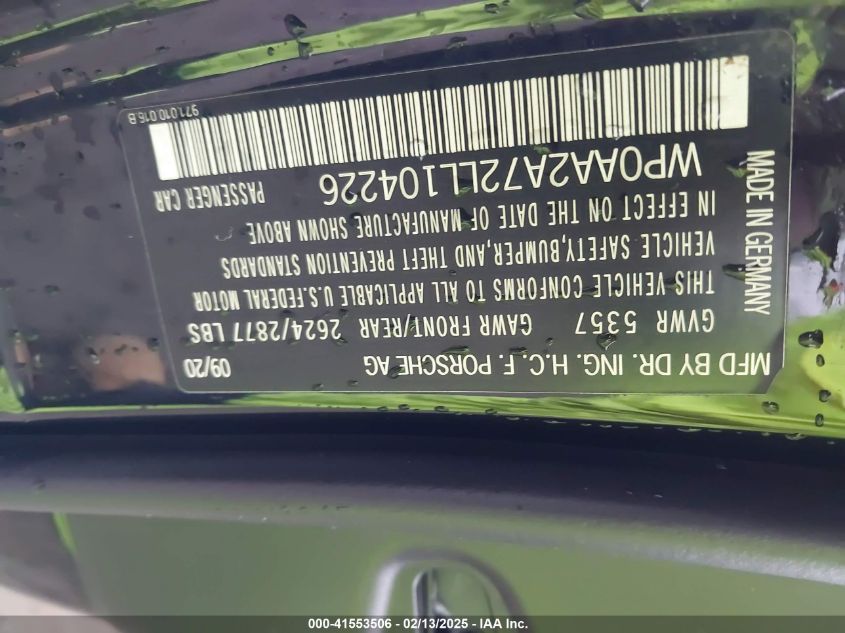 MFD BY DR. ING. H.C. F. PORSCHE AG 09/20
GVWR 5357 GAWR FRONT/REAR 2624/2877 LBS
THIS VEHICLE CONFORMS TO ALL APPLICABLE U.S.FEDERAL MOTOR
VEHICLE SAFETY,BUMPER,AND THEFT PREVENTION STANDARDS
IN EFFECT ON THE DATE OF MANUFACTURE SHOWN ABOVE
WP0AA2A72LL104226 PASSENGER CAR
MADE IN GERMANY
971.010.015.B
000-41553506 / 02/13/2025 - IAA Inc.